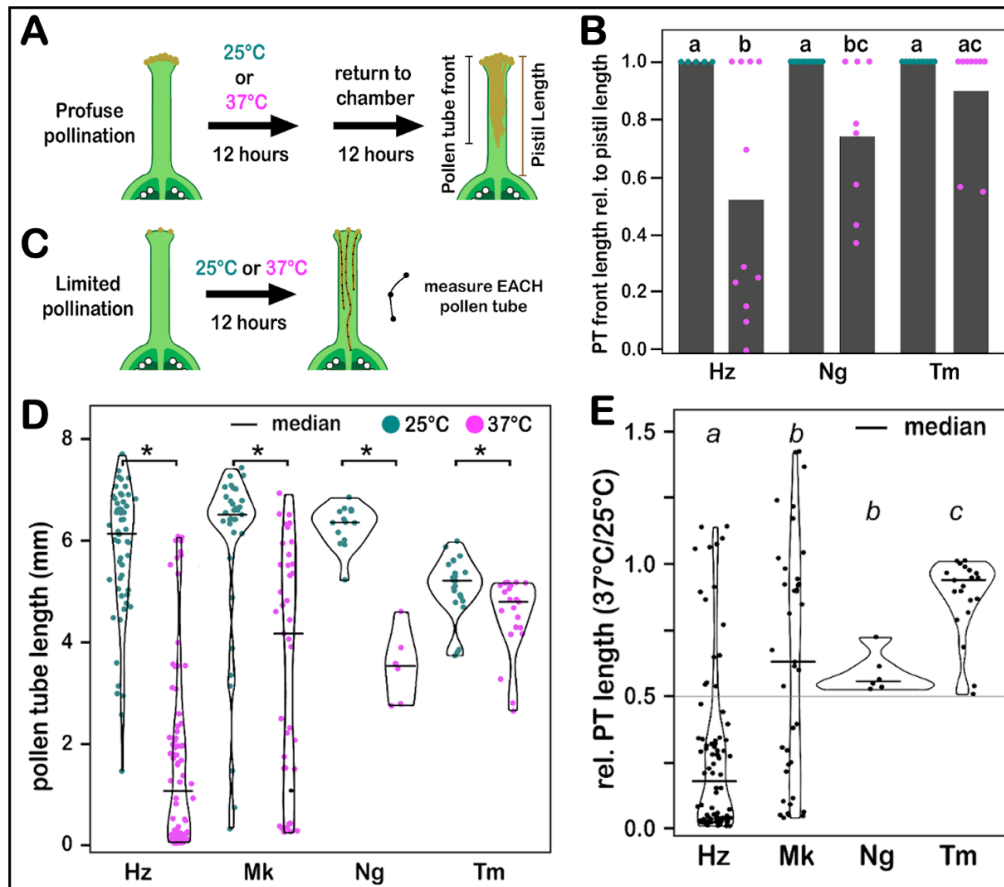 A
Profuse
pollination
25°C
or
37°C
12 hours
return to
chamber
12 hours
Pollen tube front
Pistil Length
B
PT front length rel. to pistil length
1.0
0.8
0.6
0.4
0.2
0.0
a b a bc a ac
Hz Ng Tm
C
Limited
pollination
25°C or 37°C
12 hours
measure EACH
pollen tube
D
median 25°C 37°C
* * * *
pollen tube length (mm)
8
6
4
2
0
Hz Mk Ng Tm
E
median
a b b c
rel. PT length (37°C/25°C)
1.5
1.0
0.5
0.0
Hz Mk Ng Tm